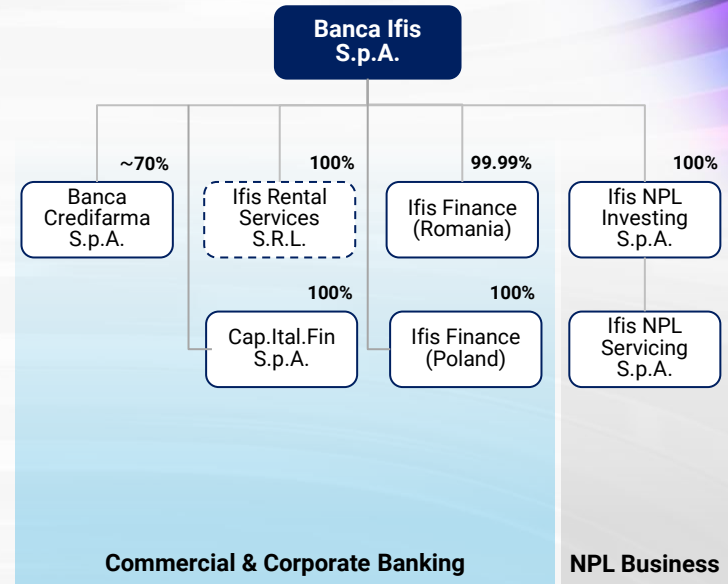 Banca Ifis
S.p.A.
~70%
Banca
Credifarma
S.p.A.
100%
Ifis Rental
Services
S.R.L.
99.99%
Ifis Finance
(Romania)
100%
Ifis NPL
Investing
S.p.A.
100%
Cap.Ital.Fin
S.p.A.
100%
Ifis Finance
(Poland)
Ifis NPL
Servicing
S.p.A.
Commercial & Corporate Banking
NPL Business